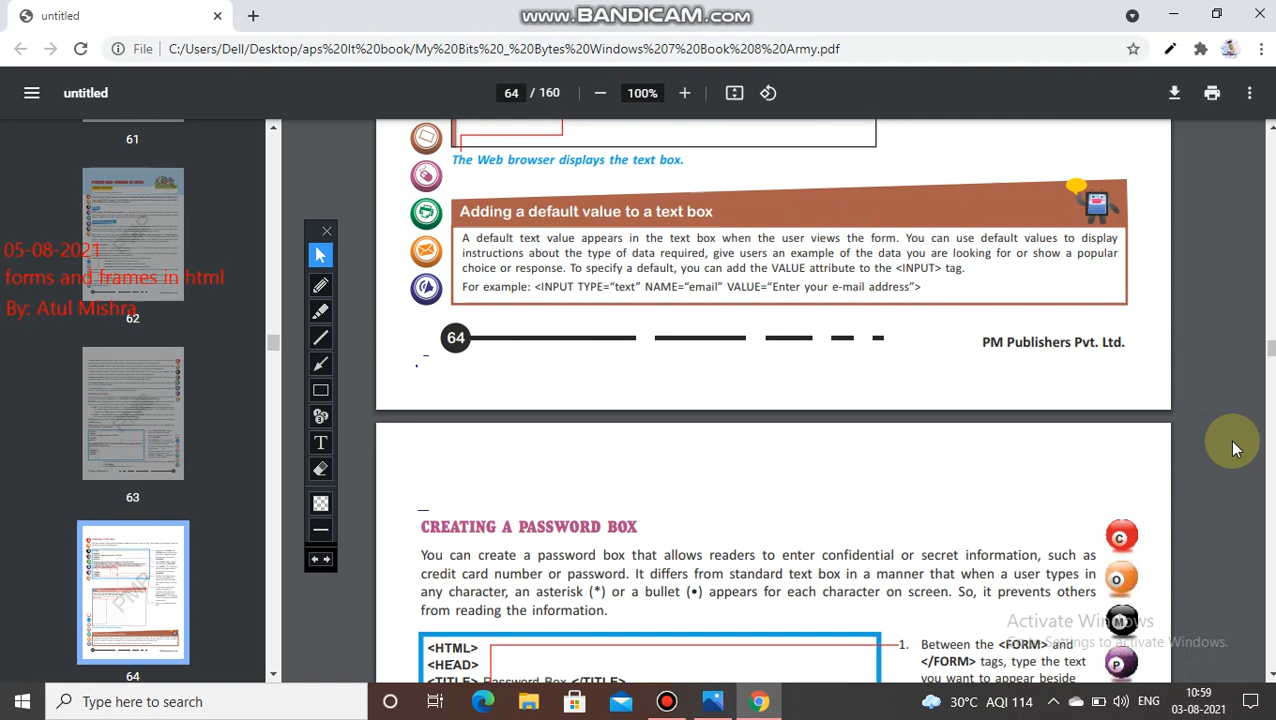 untitled
www.BANDICAM.com
File
C:/Users/Dell/Desktop/aps%20It%20book/My%20Bits%20_%20Bytes%20Windows%207%20Book%208%20Army.pdf
untitled
64 / 160
100%
61
05-08-2021
forms and frames in html
By: Atul Mishra
62
63
64
The Web browser displays the text box.
Adding a default value to a text box
A default text value appears in the text box when the user views the form. You can use default values to display
instructions about the type of data required, give users an example of the data you are looking for or show a popular
choice or response. To specify a default, you can add the VALUE attribute to the <INPUT> tag.
For example: <INPUT TYPE=“text” NAME=“email” VALUE=“Enter your e-mail address”>
64
PM Publishers Pvt. Ltd.
CREATING A PASSWORD BOX
You can create a password box that allows readers to enter confidential or secret information, such as
credit card number or password. It differs from standard text box in a manner that when a user types in
any character, an asterisk (*) or a bullet (•) appears for each character on screen. So, it prevents others
from reading the information.
<HTML>
<HEAD>
<TITLE> Password Box </TITLE>
1. Between the <FORM> and
</FORM> tags, type the text
you want to appear beside
C
O
M
P
T
Activate Windows
Go to Settings to activate Windows.
Type here to search
30°C AQI 114
ENG
10:59
03-08-2021